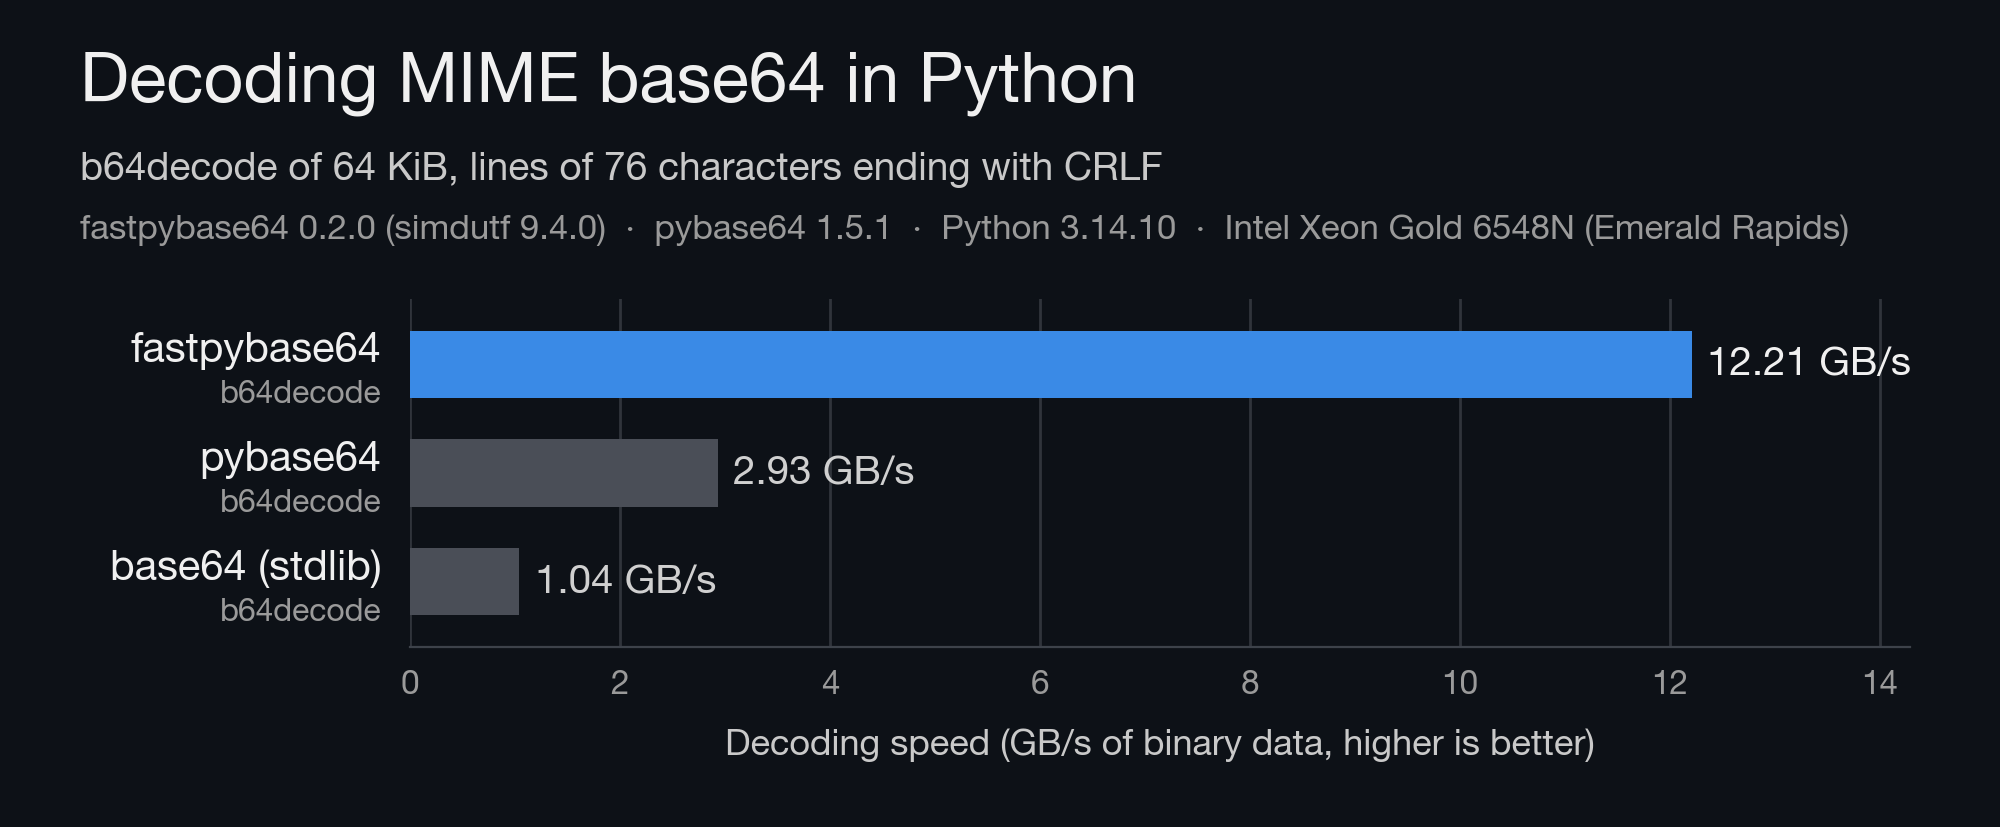 Decoding MIME base64 in Python
b64decode of 64 KiB, lines of 76 characters ending with CRLF
fastpybase64 0.2.0 (simdutf 9.4.0) · pybase64 1.5.1 · Python 3.14.10 · Intel Xeon Gold 6548N (Emerald Rapids)
fastpybase64
b64decode
12.21 GB/s
pybase64
b64decode
2.93 GB/s
base64 (stdlib)
b64decode
1.04 GB/s
0 2 4 6 8 10 12 14
Decoding speed (GB/s of binary data, higher is better)